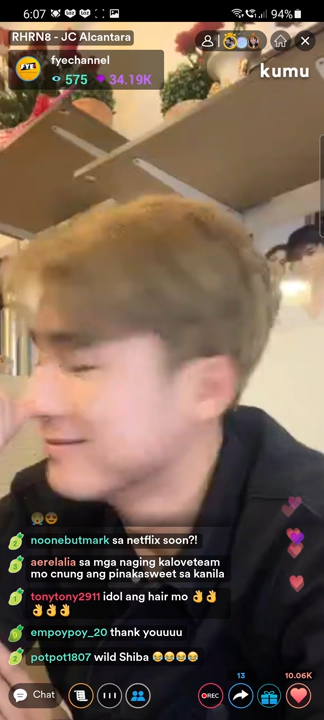 6:07
94%
RHRN8 - JC Alcantara
FYE
fyechannel
575 34.19K
kumu
noonebutmark sa netflix soon?!
aerelalia sa mga naging kaloveteam
mo cnung ang pinakasweet sa kanila
tonytony2911 idol ang hair mo 👌👌
👌👌👌
empoypoy_20 thank youuuu
potpot1807 wild Shiba 😂😂😂😂
13
10.06K
Chat
REC